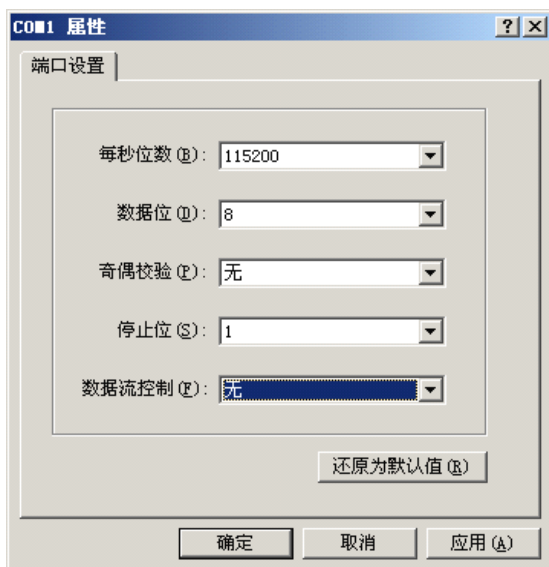 COM1 属性
端口设置
每秒位数(B): 115200
数据位(D): 8
奇偶校验(P): 无
停止位(S): 1
数据流控制(F): 无
还原为默认值(R)
确定 取消 应用(A)